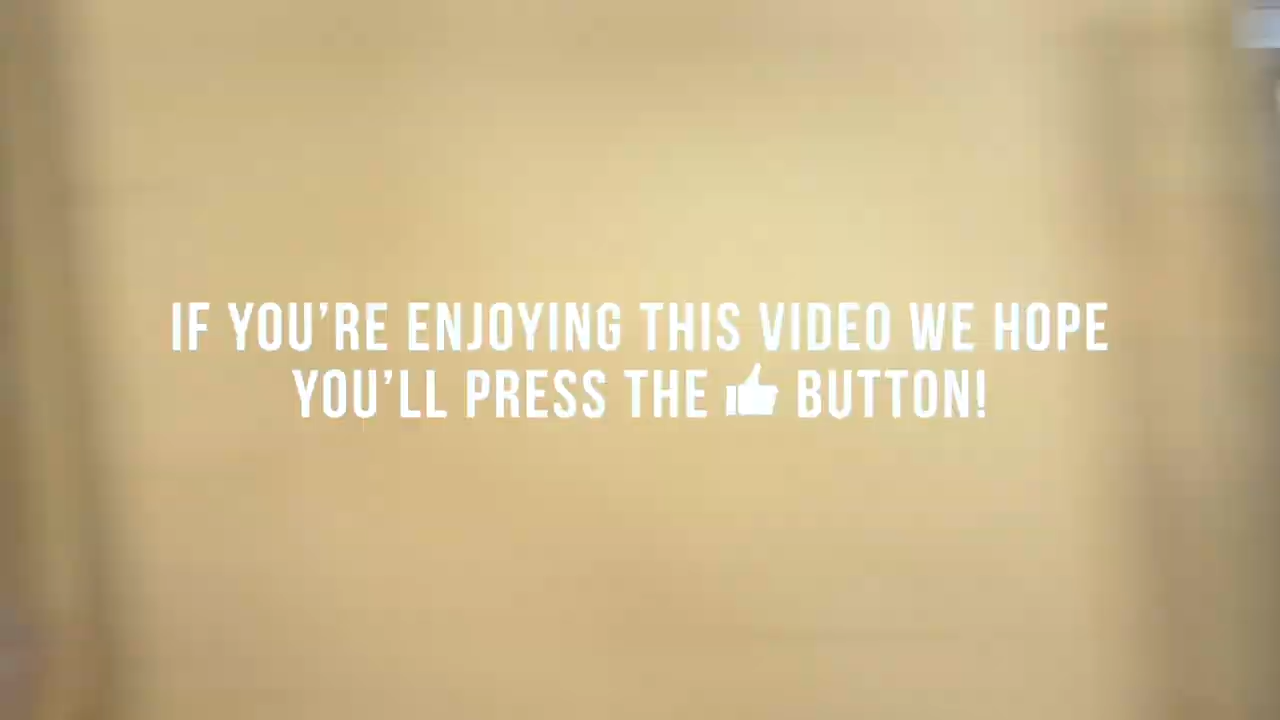 IF YOU’RE ENJOYING THIS VIDEO WE HOPE
YOU’LL PRESS THE 👍 BUTTON!